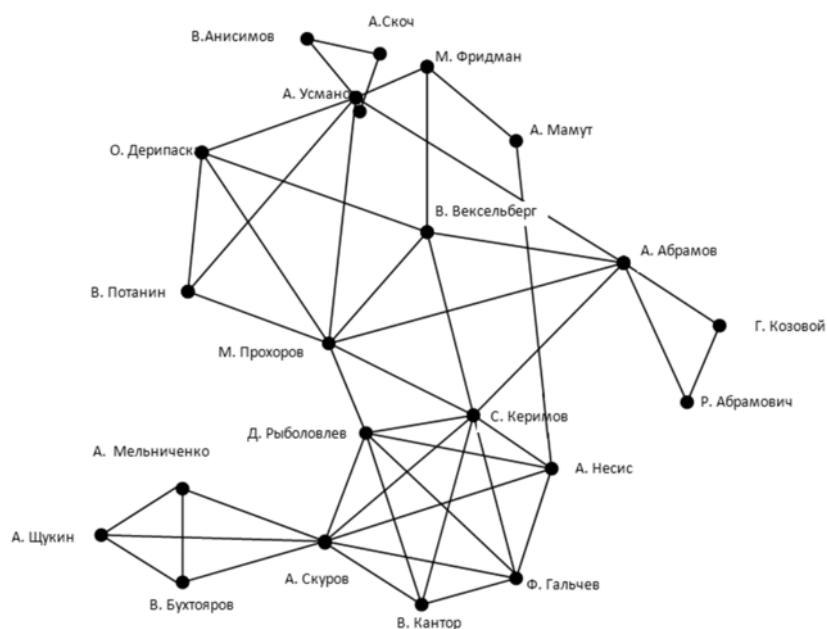 А.Скоч
В.Анисимов
М. Фридман
А. Усмано
А. Мамут
О. Дерипаска
В. Вексельберг
А. Абрамов
В. Потанин
Г. Козовой
М. Прохоров
Р. Абрамович
С. Керимов
Д. Рыболовлев
А. Мельниченко
А. Несис
А. Щукин
А. Скуров
Ф. Гальчев
В. Бухтояров
В. Кантор